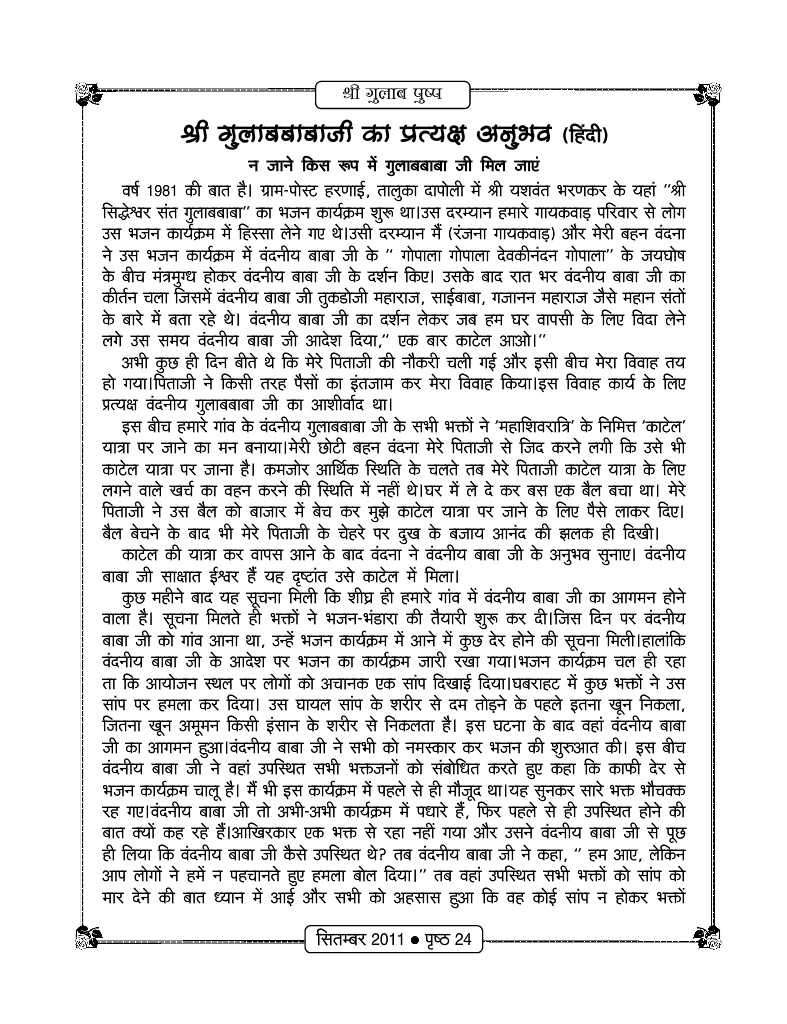 श्री गुलाब पुष्प
श्री गुलाबबाबाजी का प्रत्यक्ष अनुभव (हिंदी)
न जाने किस रूप में गुलाबबाबा जी मिल जाएं
वर्ष 1981 की बात है। ग्राम-पोस्ट हरणाई, तालुका दापोली में श्री यशवंत भरणकर के यहां ‘‘श्री
सिद्धेश्वर संत गुलाबबाबा’’ का भजन कार्यक्रम शुरू था।उस दरम्यान हमारे गायकवाड़ परिवार से लोग
उस भजन कार्यक्रम में हिस्सा लेने गए थे।उसी दरम्यान मैं (रंजना गायकवाड़) और मेरी बहन वंदना
ने उस भजन कार्यक्रम में वंदनीय बाबा जी के ‘‘ गोपाला गोपाला देवकीनंदन गोपाला’’ के जयघोष
के बीच मंत्रमुग्ध होकर वंदनीय बाबा जी के दर्शन किए। उसके बाद रात भर वंदनीय बाबा जी का
कीर्तन चला जिसमें वंदनीय बाबा जी तुकडोजी महाराज, साईबाबा, गजानन महाराज जैसे महान संतों
के बारे में बता रहे थे। वंदनीय बाबा जी का दर्शन लेकर जब हम घर वापसी के लिए विदा लेने
लगे उस समय वंदनीय बाबा जी आदेश दिया,‘‘ एक बार काटेल आओ।’’
अभी कुछ ही दिन बीते थे कि मेरे पिताजी की नौकरी चली गई और इसी बीच मेरा विवाह तय
हो गया।पिताजी ने किसी तरह पैसों का इंतजाम कर मेरा विवाह किया।इस विवाह कार्य के लिए
प्रत्यक्ष वंदनीय गुलाबबाबा जी का आशीर्वाद था।
इस बीच हमारे गांव के वंदनीय गुलाबबाबा जी के सभी भक्तों ने ‘महाशिवरात्रि’ के निमित्त ‘काटेल’
यात्रा पर जाने का मन बनाया।मेरी छोटी बहन वंदना मेरे पिताजी से जिद करने लगी कि उसे भी
काटेल यात्रा पर जाना है। कमजोर आर्थिक स्थिति के चलते तब मेरे पिताजी काटेल यात्रा के लिए
लगने वाले खर्च का वहन करने की स्थिति में नहीं थे।घर में ले दे कर बस एक बैल बचा था। मेरे
पिताजी ने उस बैल को बाजार में बेच कर मुझे काटेल यात्रा पर जाने के लिए पैसे लाकर दिए।
बैल बेचने के बाद भी मेरे पिताजी के चेहरे पर दुख के बजाय आनंद की झलक ही दिखी।
काटेल की यात्रा कर वापस आने के बाद वंदना ने वंदनीय बाबा जी के अनुभव सुनाए। वंदनीय
बाबा जी साक्षात ईश्वर हैं यह दृष्टांत उसे काटेल में मिला।
कुछ महीने बाद यह सूचना मिली कि शीघ्र ही हमारे गांव में वंदनीय बाबा जी का आगमन होने
वाला है। सूचना मिलते ही भक्तों ने भजन-भंडारा की तैयारी शुरू कर दी।जिस दिन पर वंदनीय
बाबा जी को गांव आना था, उन्हें भजन कार्यक्रम में आने में कुछ देर होने की सूचना मिली।हालांकि
वंदनीय बाबा जी के आदेश पर भजन का कार्यक्रम जारी रखा गया।भजन कार्यक्रम चल ही रहा
ता कि आयोजन स्थल पर लोगों को अचानक एक सांप दिखाई दिया।घबराहट में कुछ भक्तों ने उस
सांप पर हमला कर दिया। उस घायल सांप के शरीर से दम तोड़ने के पहले इतना खून निकला,
जितना खून अमूमन किसी इंसान के शरीर से निकलता है। इस घटना के बाद वहां वंदनीय बाबा
जी का आगमन हुआ।वंदनीय बाबा जी ने सभी को नमस्कार कर भजन की शुरुआत की। इस बीच
वंदनीय बाबा जी ने वहां उपस्थित सभी भक्तजनों को संबोधित करते हुए कहा कि काफी देर से
भजन कार्यक्रम चालू है। मैं भी इस कार्यक्रम में पहले से ही मौजूद था।यह सुनकर सारे भक्त भौचक्क
रह गए।वंदनीय बाबा जी तो अभी-अभी कार्यक्रम में पधारे हैं, फिर पहले से ही उपस्थित होने की
बात क्यों कह रहे हैं।आखिरकार एक भक्त से रहा नहीं गया और उसने वंदनीय बाबा जी से पूछ
ही लिया कि वंदनीय बाबा जी कैसे उपस्थित थे? तब वंदनीय बाबा जी ने कहा, ‘‘ हम आए, लेकिन
आप लोगों ने हमें न पहचानते हुए हमला बोल दिया।’’ तब वहां उपस्थित सभी भक्तों को सांप को
मार देने की बात ध्यान में आई और सभी को अहसास हुआ कि वह कोई सांप न होकर भक्तों
सितम्बर 2011 ● पृष्ठ 24